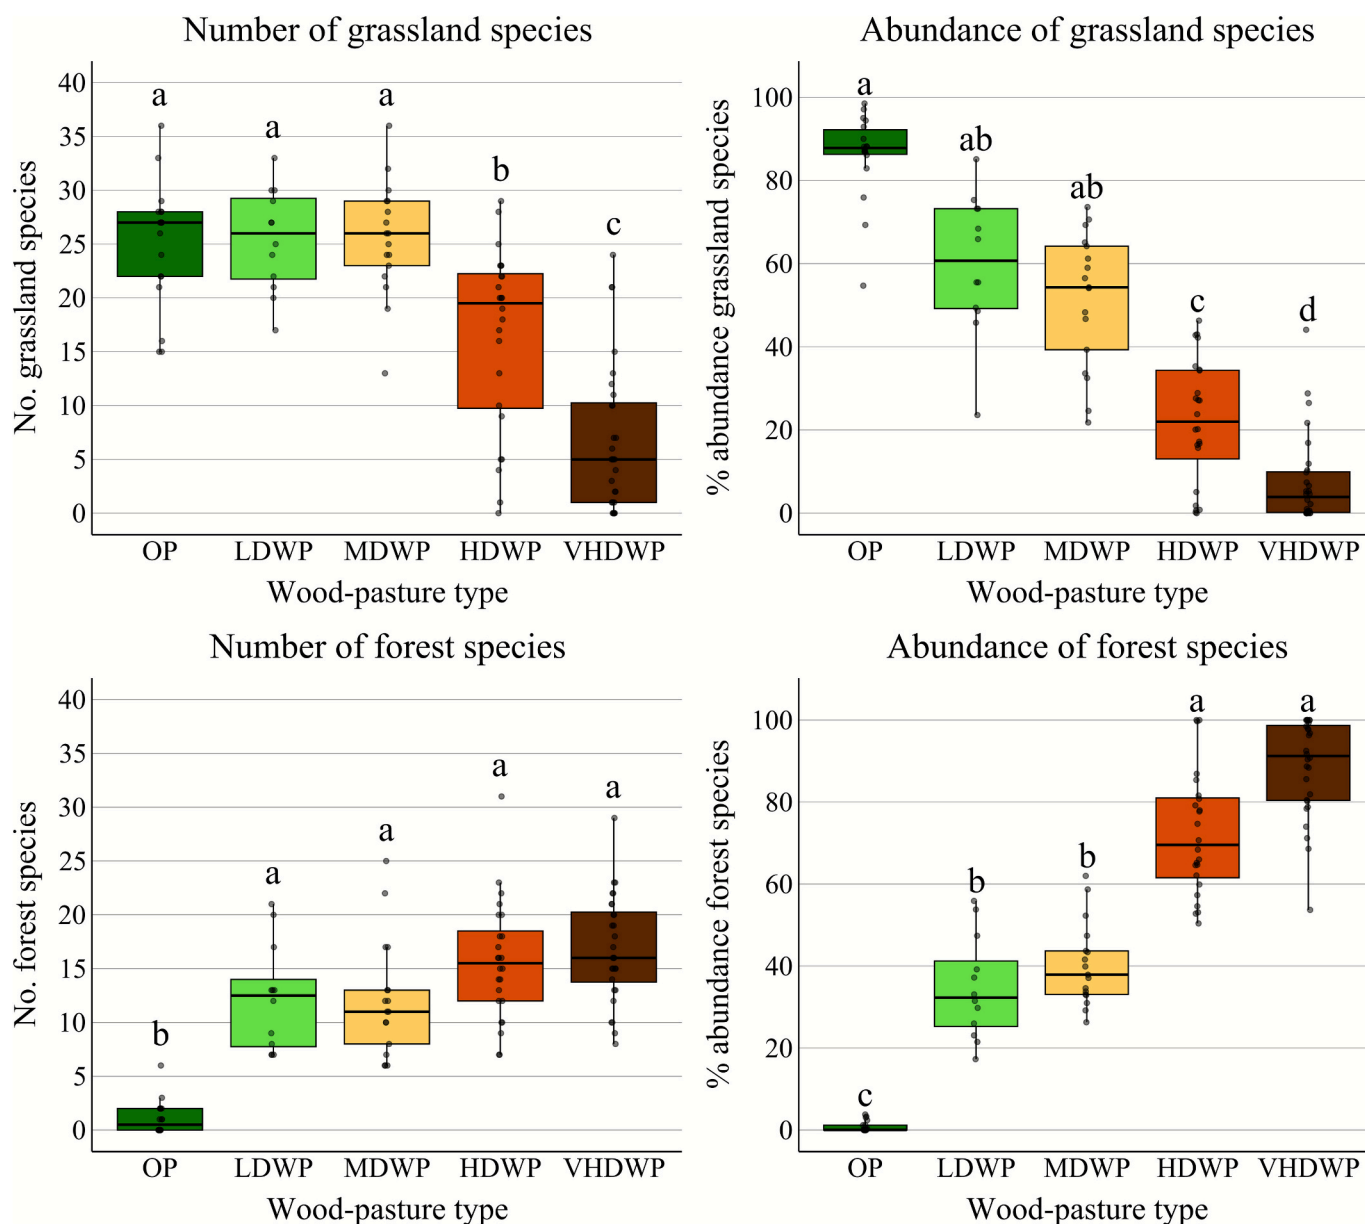 Number of grassland species
No. grassland species
40
35
30
25
20
15
10
5
0
a
a
a
b
c
OP LDWP MDWP HDWP VHDWP
Wood-pasture type
Abundance of grassland species
% abundance grassland species
100
80
60
40
20
0
a
ab
ab
c
d
OP LDWP MDWP HDWP VHDWP
Wood-pasture type
Number of forest species
No. forest species
40
35
30
25
20
15
10
5
0
b
a
a
a
a
OP LDWP MDWP HDWP VHDWP
Wood-pasture type
Abundance of forest species
% abundance forest species
100
80
60
40
20
0
c
b
b
a
a
OP LDWP MDWP HDWP VHDWP
Wood-pasture type